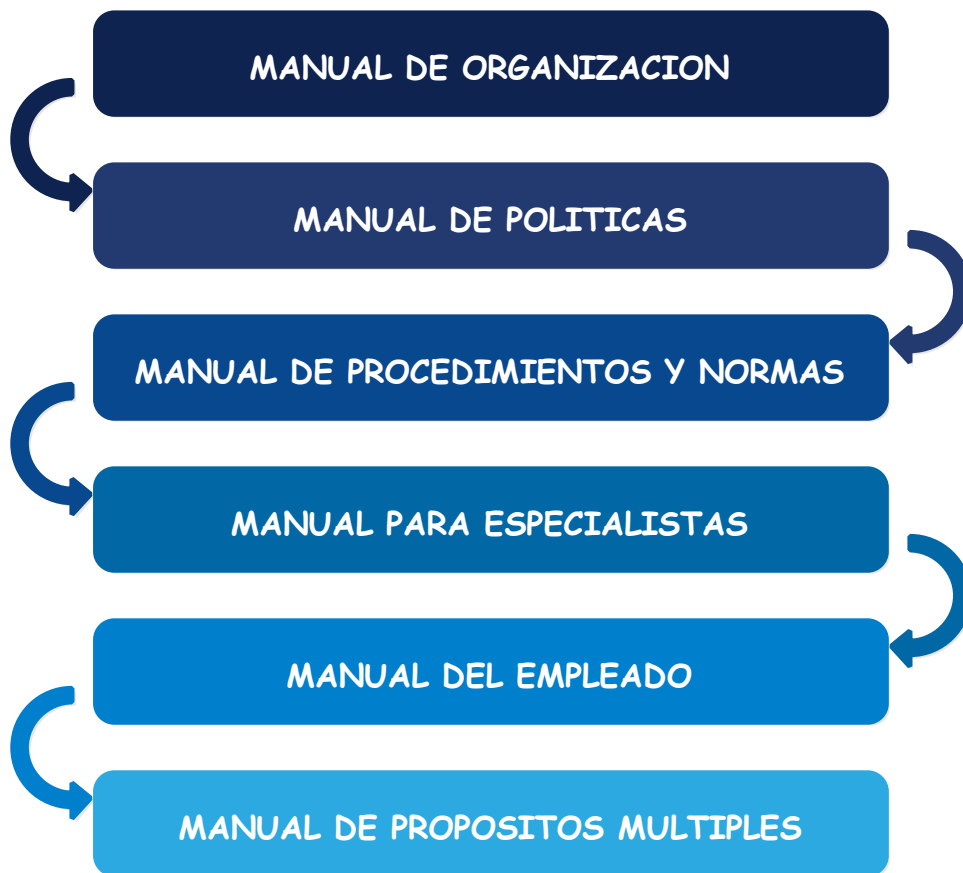 MANUAL DE ORGANIZACION
MANUAL DE POLITICAS
MANUAL DE PROCEDIMIENTOS Y NORMAS
MANUAL PARA ESPECIALISTAS
MANUAL DEL EMPLEADO
MANUAL DE PROPOSITOS MULTIPLES